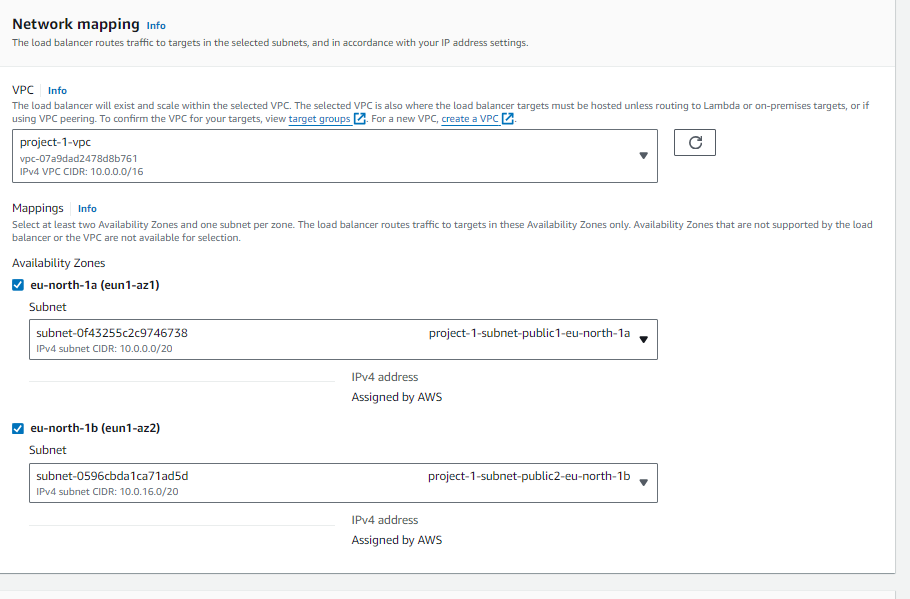 Network mapping Info
The load balancer routes traffic to targets in the selected subnets, and in accordance with your IP address settings.
VPC Info
The load balancer will exist and scale within the selected VPC. The selected VPC is also where the load balancer targets must be hosted unless routing to Lambda or on-premises targets, or if
using VPC peering. To confirm the VPC for your targets, view target groups. For a new VPC, create a VPC.
project-1-vpc
vpc-07a9dad2478d8b761
IPv4 VPC CIDR: 10.0.0.0/16
Mappings Info
Select at least two Availability Zones and one subnet per zone. The load balancer routes traffic to targets in these Availability Zones only. Availability Zones that are not supported by the load
balancer or the VPC are not available for selection.
Availability Zones
eu-north-1a (eun1-az1)
Subnet
subnet-0f43255c2c9746738 project-1-subnet-public1-eu-north-1a
IPv4 subnet CIDR: 10.0.0.0/20
IPv4 address
Assigned by AWS
eu-north-1b (eun1-az2)
Subnet
subnet-0596cbda1ca71ad5d project-1-subnet-public2-eu-north-1b
IPv4 subnet CIDR: 10.0.16.0/20
IPv4 address
Assigned by AWS